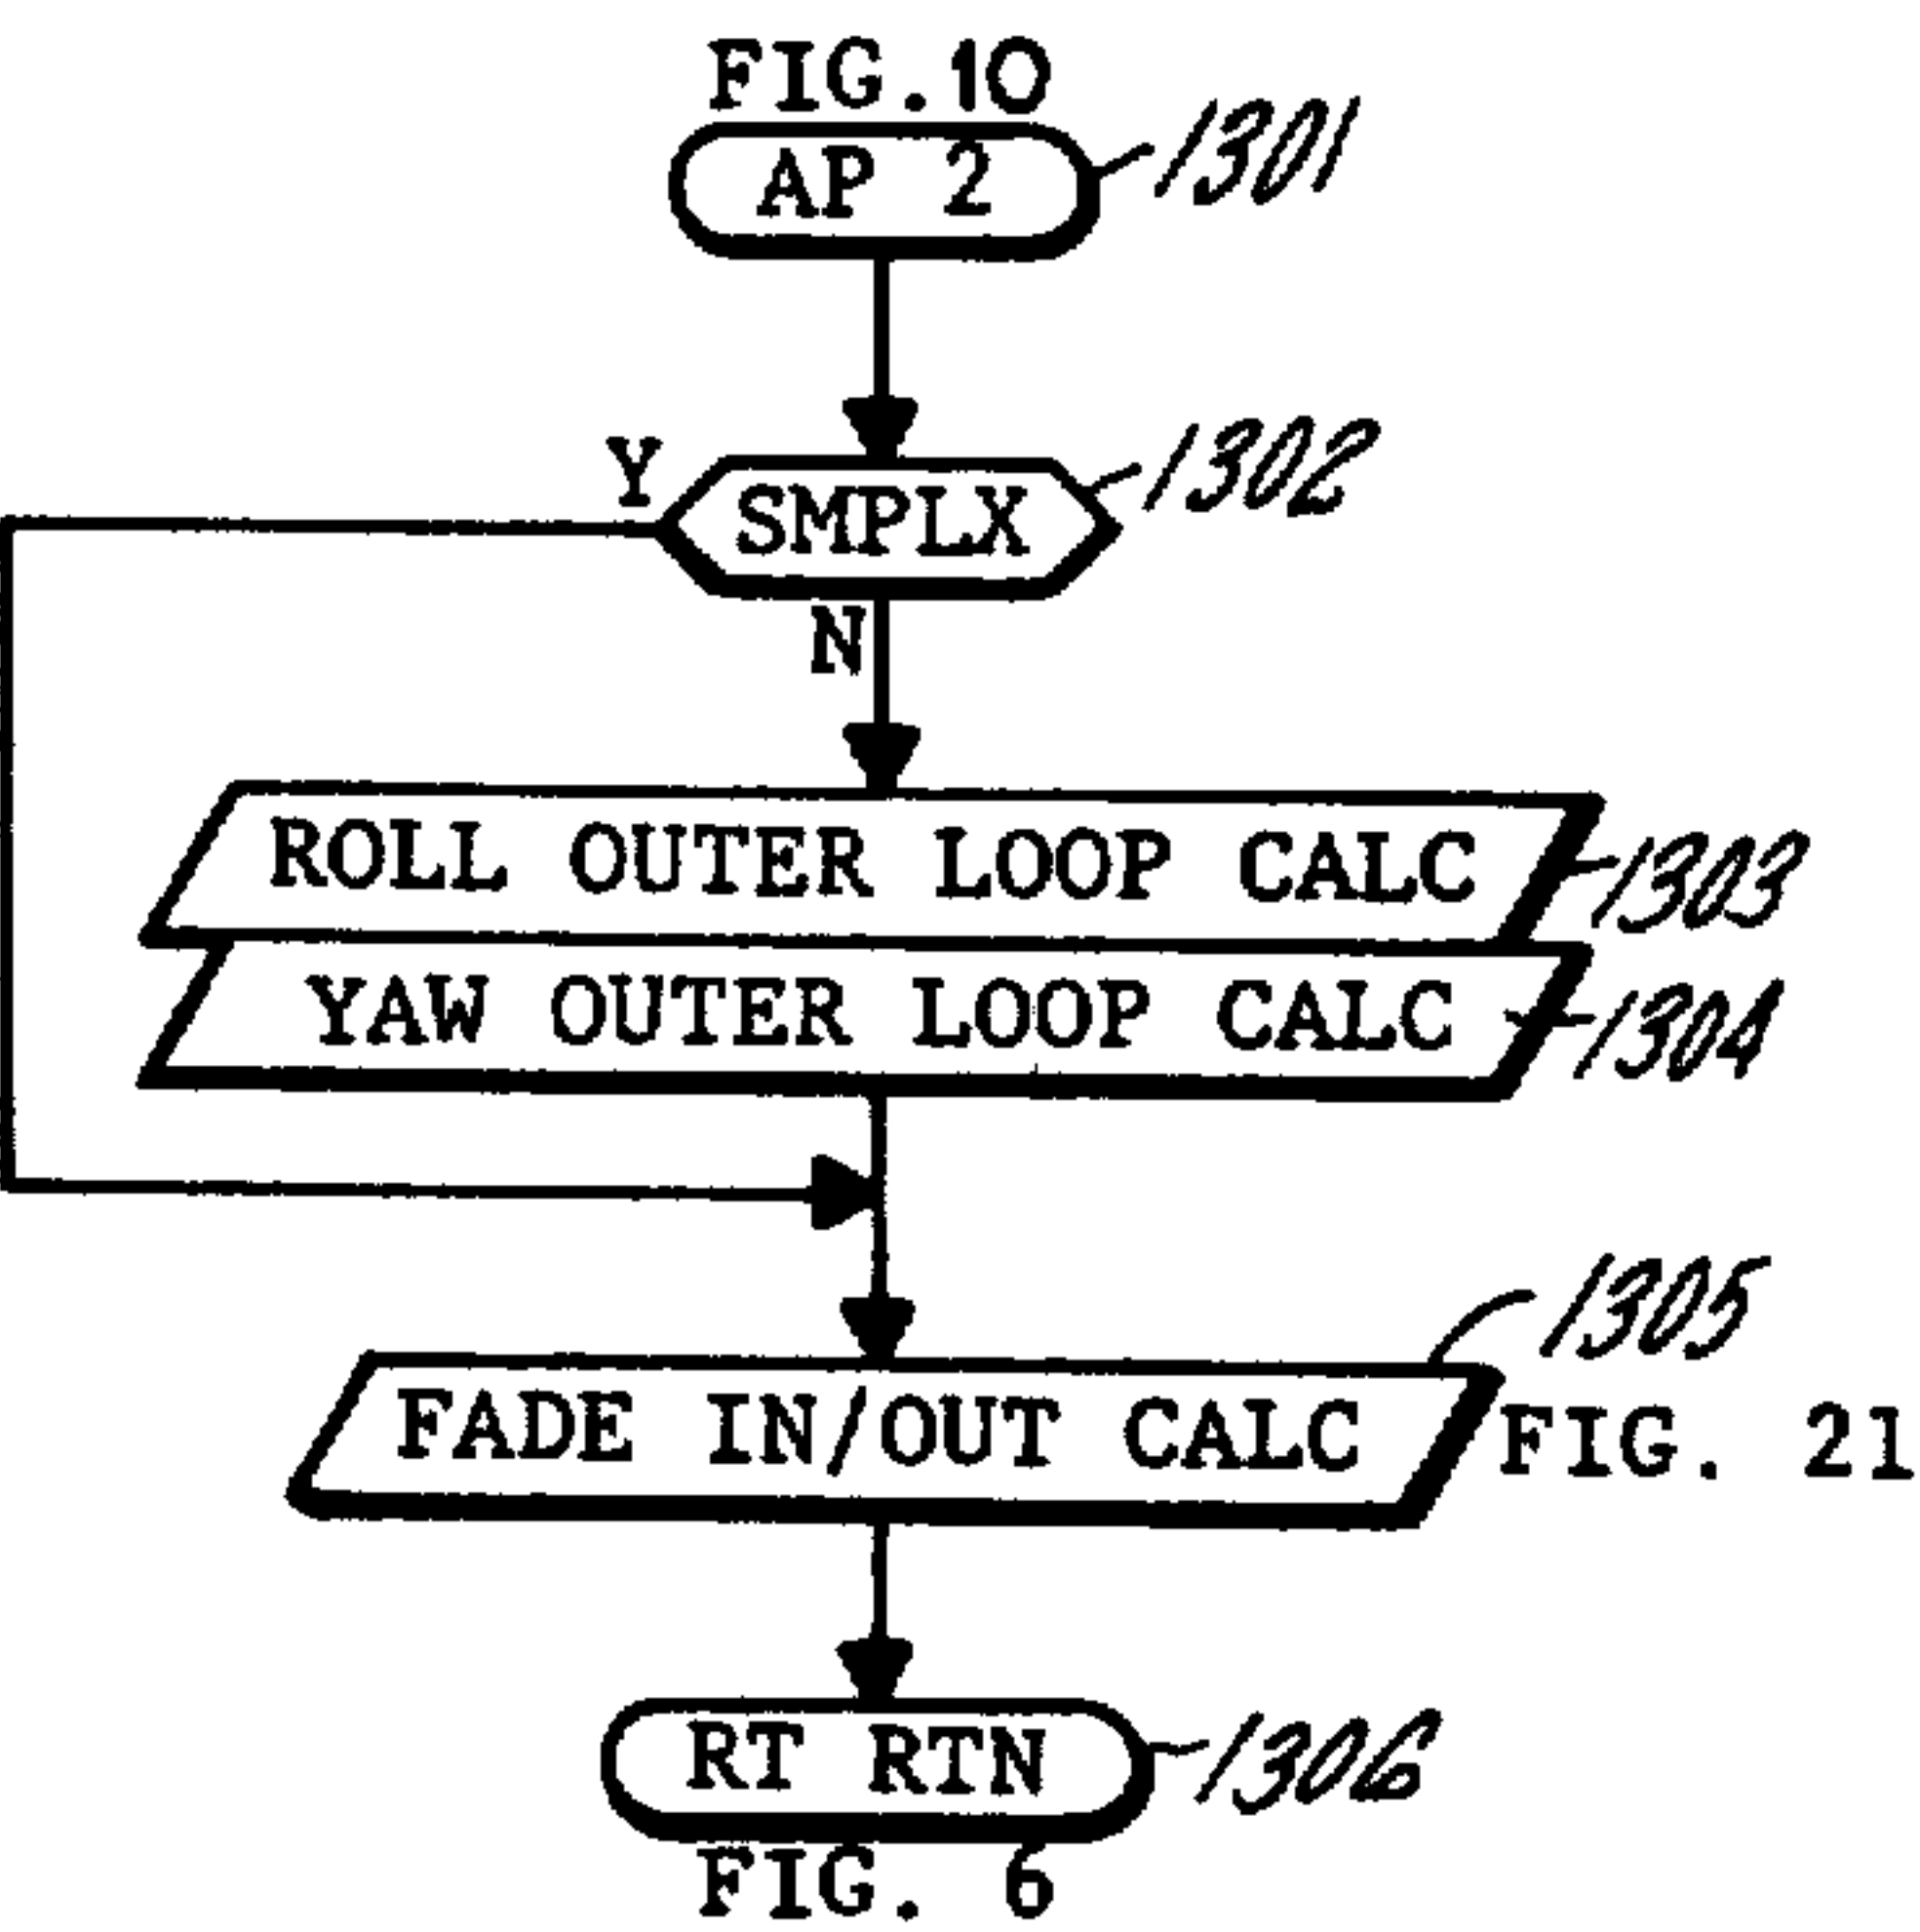 FIG.10
AP 2 1301
Y SMPLX 1302
N
ROLL OUTER LOOP CALC 1303
YAW OUTER LOOP CALC 1304
1305
FADE IN/OUT CALC FIG. 21
RT RTN 1306
FIG. 6